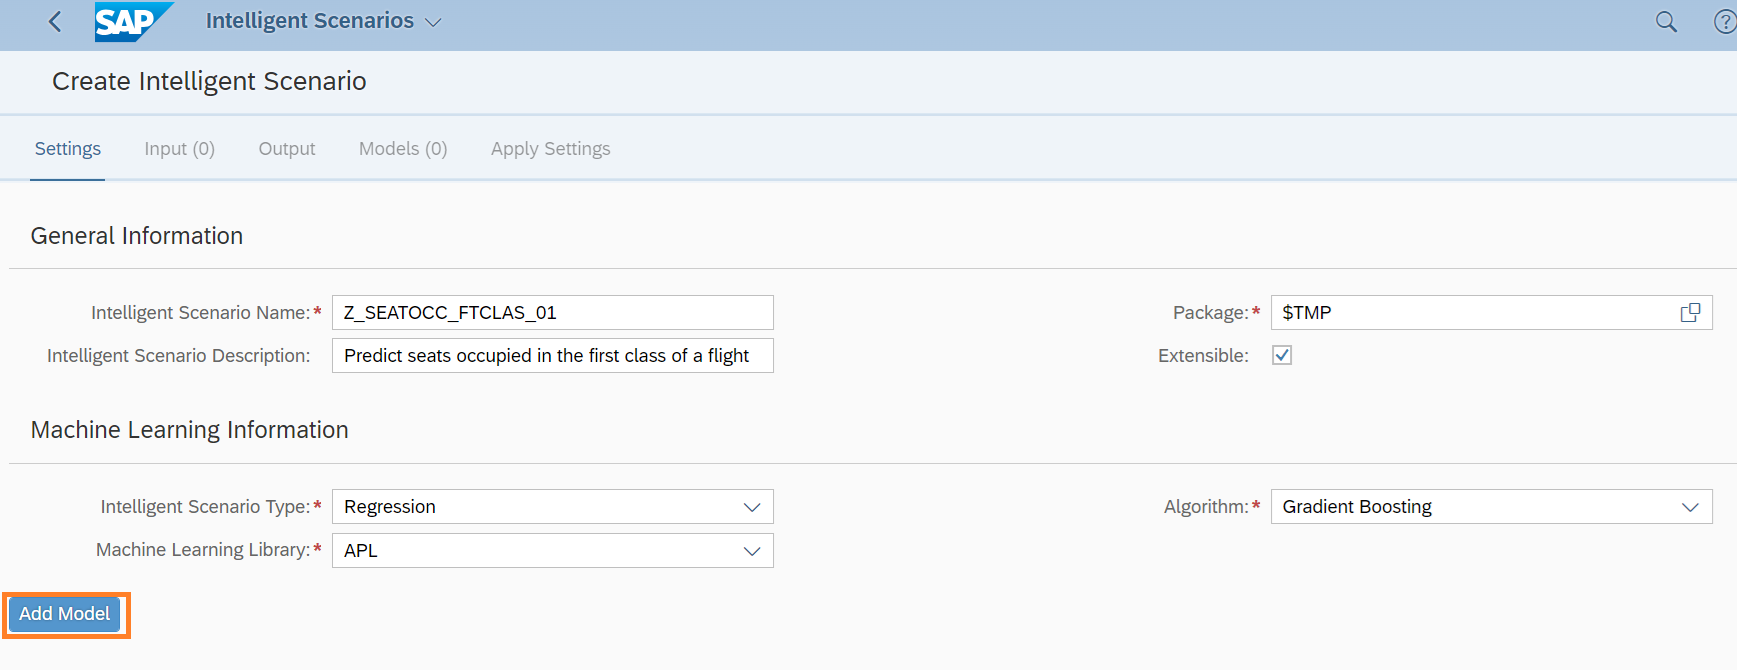 SAP Intelligent Scenarios
Create Intelligent Scenario
Settings Input (0) Output Models (0) Apply Settings
General Information
Intelligent Scenario Name:* Z_SEATOCC_FTCLAS_01 Package:* $TMP
Intelligent Scenario Description: Predict seats occupied in the first class of a flight Extensible:
Machine Learning Information
Intelligent Scenario Type:* Regression Algorithm:* Gradient Boosting
Machine Learning Library:* APL
Add Model